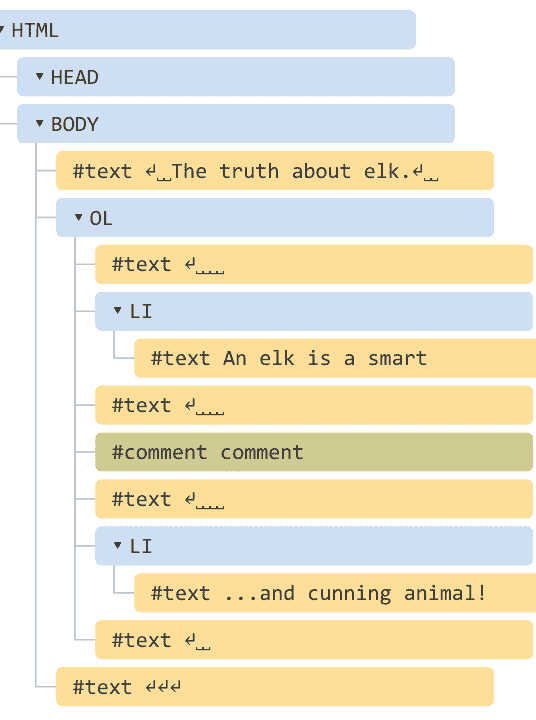 ▼ HTML
▼ HEAD
▼ BODY
#text ↵␣␣The truth about elk.↵␣␣
▼ OL
#text ↵␣␣␣␣
▼ LI
#text An elk is a smart
#text ↵␣␣␣␣
#comment comment
#text ↵␣␣␣␣
▼ LI
#text ...and cunning animal!
#text ↵␣␣
#text ↵↵↵